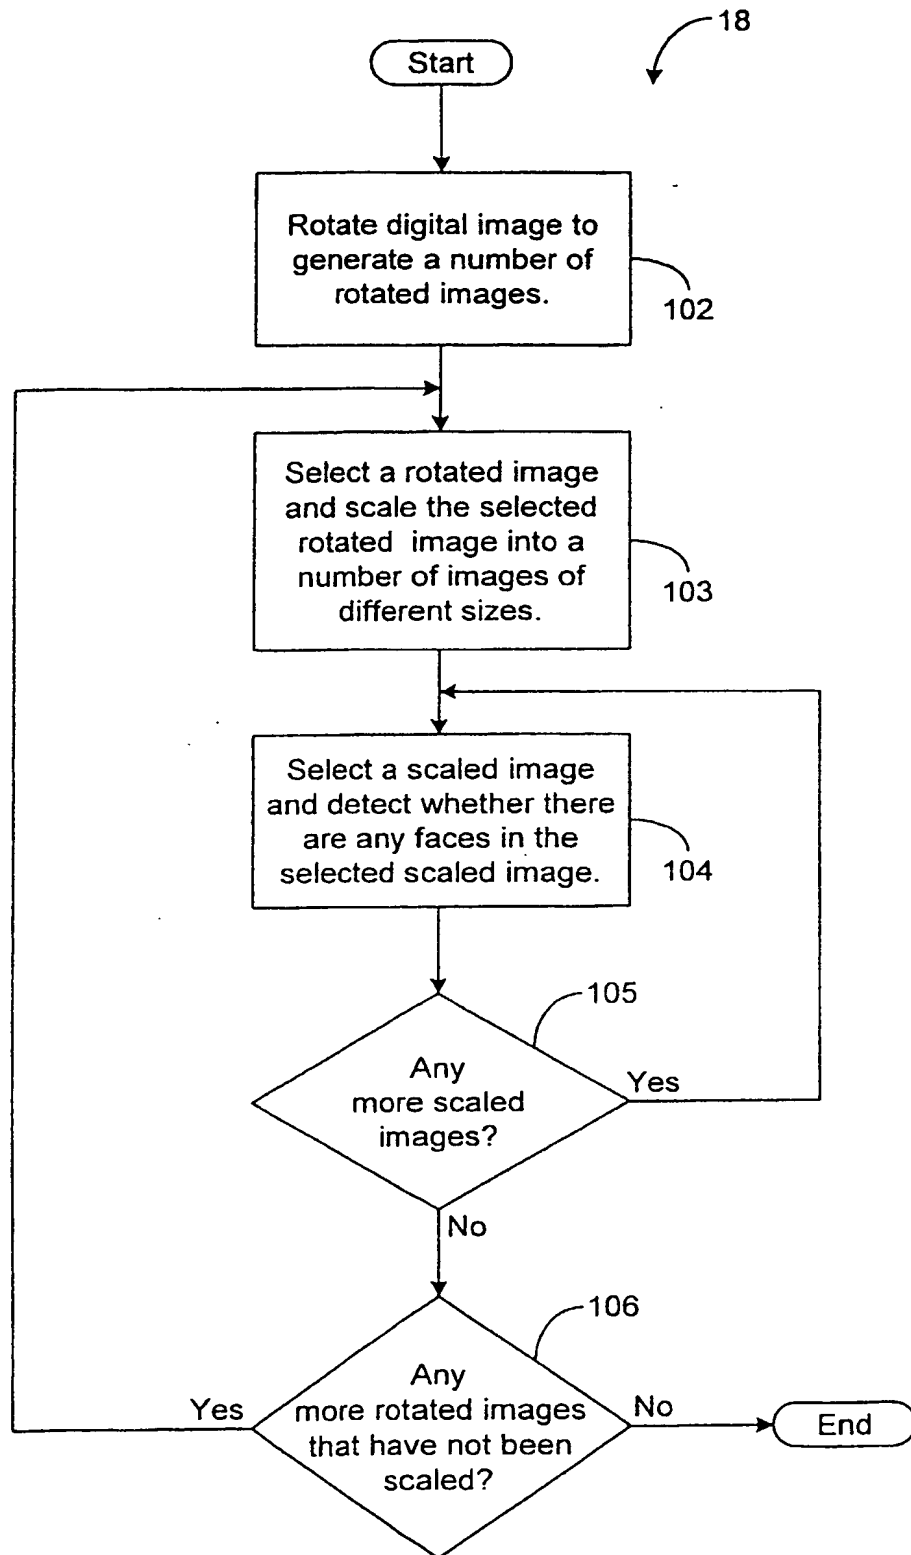 18
Start
Rotate digital image to
generate a number of
rotated images.
102
Select a rotated image
and scale the selected
rotated image into a
number of images of
different sizes.
103
Select a scaled image
and detect whether there
are any faces in the
selected scaled image.
104
105
Any
more scaled
images?
Yes
No
106
Any
more rotated images
that have not been
scaled?
Yes
No
End